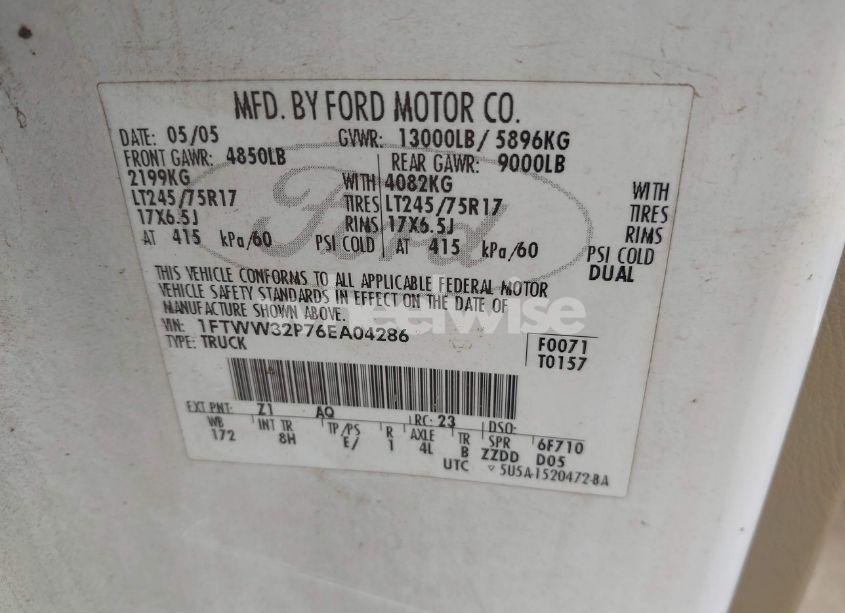 MFD. BY FORD MOTOR CO.
DATE: 05/05 GVWR: 13000LB/ 5896KG
FRONT GAWR: 4850LB REAR GAWR: 9000LB
2199KG WITH 4082KG WITH
LT245/75R17 TIRES LT245/75R17 TIRES
17X6.5J RIMS 17X6.5J RIMS
AT 415 kPa/60 PSI COLD AT 415 kPa/60 PSI COLD
DUAL
Ford
THIS VEHICLE CONFORMS TO ALL APPLICABLE FEDERAL MOTOR
VEHICLE SAFETY STANDARDS IN EFFECT ON THE DATE OF
MANUFACTURE SHOWN ABOVE.
VIN: 1FTWW32P76EA04286
TYPE: TRUCK
F0071
T0157
EXT PNT: Z1 AQ RC: 23 DSO:
WB INT TR TP/PS R AXLE TR SPR 6F710
172 8H E/ 1 4L B ZZDD D05
UTC 5U5A-1520472-BA